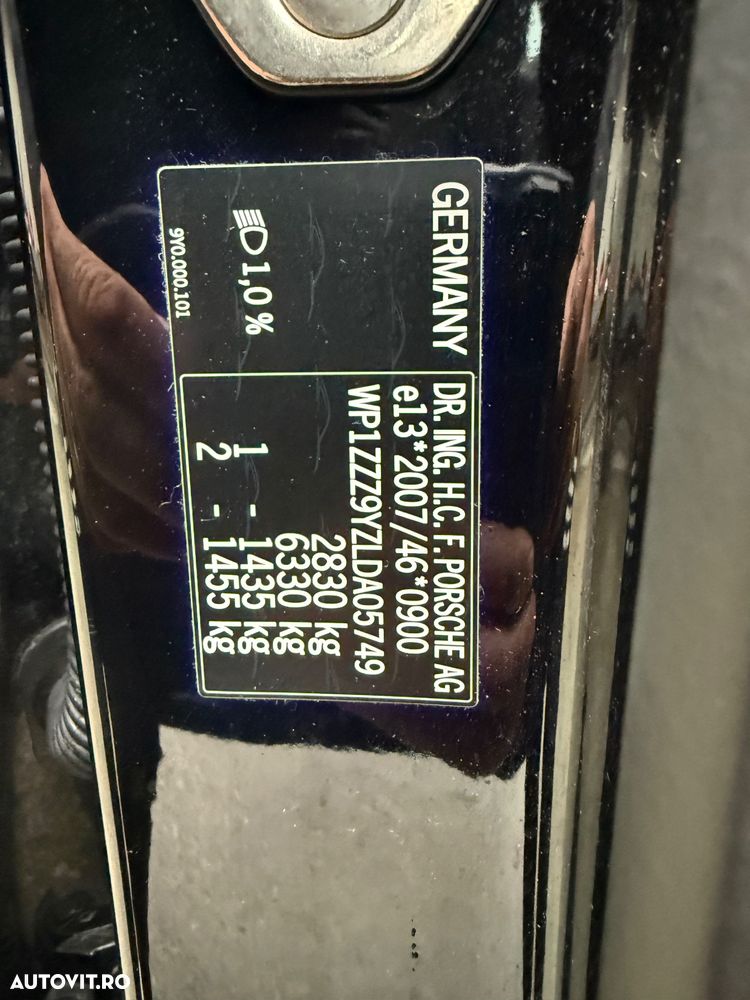 GERMANY
1,0 %
9Y0.000.101
DR. ING. H.C. F. PORSCHE AG
e13*2007/46*0900
WP1ZZZ9YZLDA05749
2830 kg
6330 kg
1 - 1435 kg
2 - 1455 kg
AUTOVIT.RO